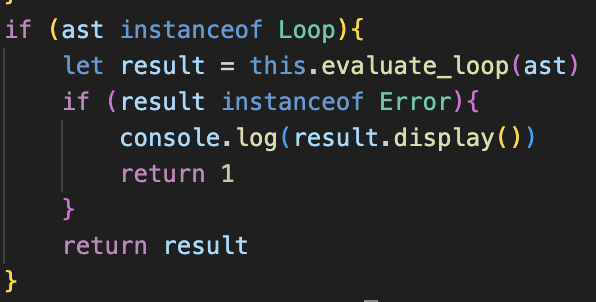 if (ast instanceof Loop){
    let result = this.evaluate_loop(ast)
    if (result instanceof Error){
        console.log(result.display())
        return 1
    }
    return result
}